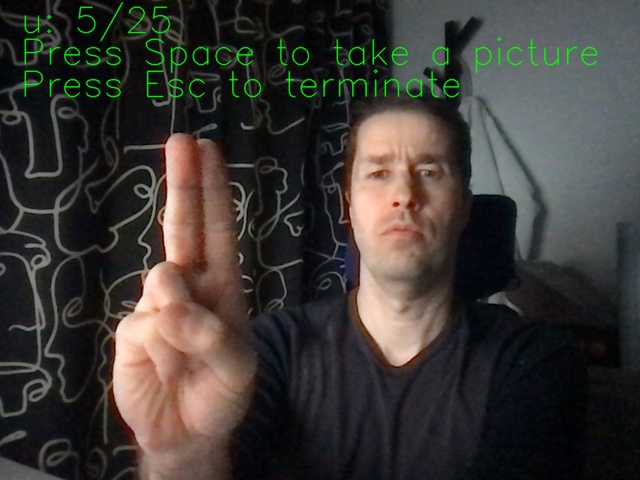 u: 5/25
Press Space to take a picture
Press Esc to terminate